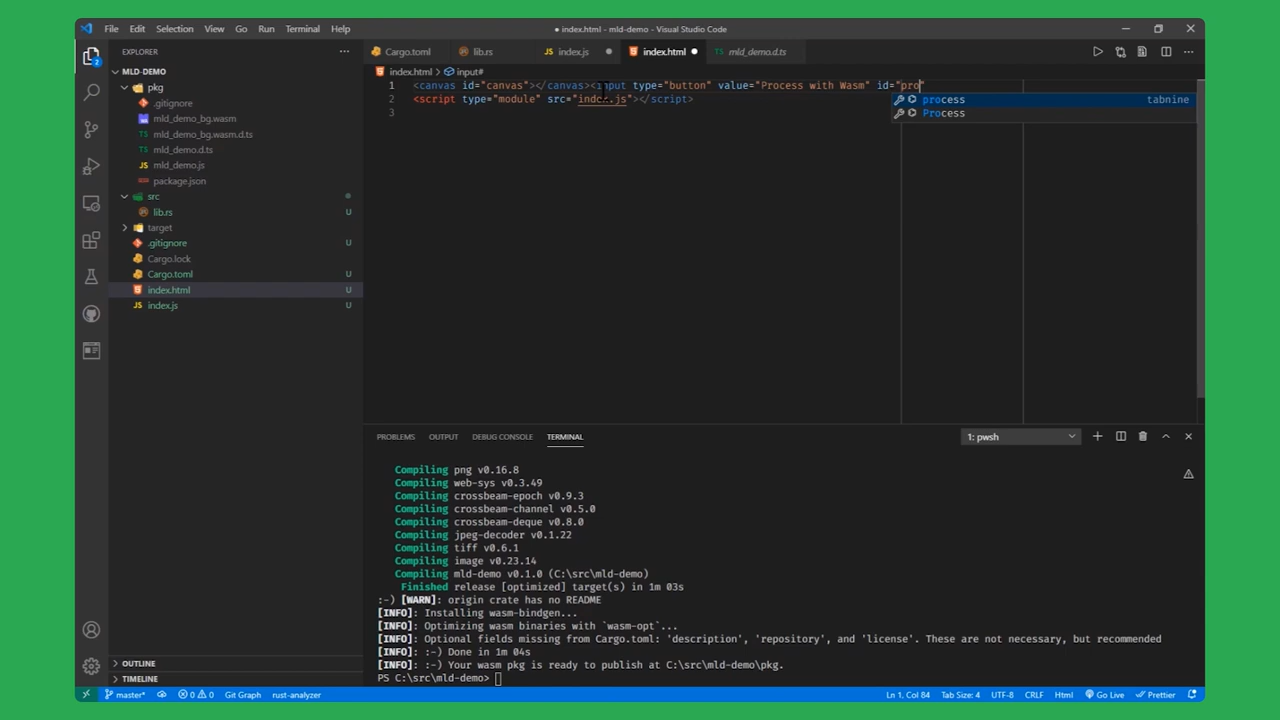 File Edit Selection View Go Run Terminal Help
● index.html - mld-demo - Visual Studio Code
EXPLORER
MLD-DEMO
pkg
.gitignore
mld_demo_bg.wasm
mld_demo_bg.wasm.d.ts
mld_demo.d.ts
mld_demo.js
package.json
src
lib.rs U
target
.gitignore U
Cargo.lock
Cargo.toml U
index.html U
index.js U
OUTLINE
TIMELINE
2
Cargo.toml lib.rs index.js index.html mld_demo.d.ts
index.html > input#
1 <canvas id="canvas"></canvas><input type="button" value="Process with Wasm" id="pro"
2 <script type="module" src="index.js"></script>
3
process tabnine
Process
PROBLEMS OUTPUT DEBUG CONSOLE TERMINAL 1: pwsh
Compiling png v0.16.8
Compiling web-sys v0.3.49
Compiling crossbeam-epoch v0.9.3
Compiling crossbeam-channel v0.5.0
Compiling crossbeam-deque v0.8.0
Compiling jpeg-decoder v0.1.22
Compiling tiff v0.6.1
Compiling image v0.23.14
Compiling mld-demo v0.1.0 (C:\src\mld-demo)
Finished release [optimized] target(s) in 1m 03s
:-) [WARN]: origin crate has no README
[INFO]: Installing wasm-bindgen...
[INFO]: Optimizing wasm binaries with `wasm-opt`...
[INFO]: Optional fields missing from Cargo.toml: 'description', 'repository', and 'license'. These are not necessary, but recommended
[INFO]: :-) Done in 1m 04s
[INFO]: :-) Your wasm pkg is ready to publish at C:\src\mld-demo\pkg.
PS C:\src\mld-demo>
master* 0 0 Git Graph rust-analyzer Ln 1, Col 84 Tab Size: 4 UTF-8 CRLF Html Go Live Prettier